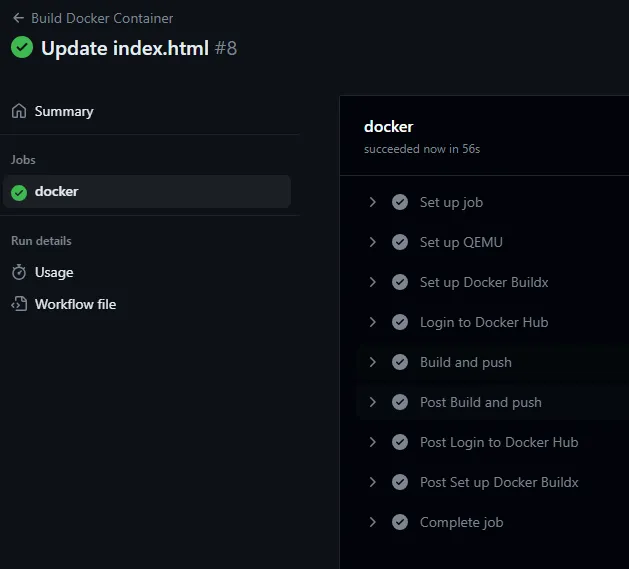 Build Docker Container
Update index.html #8
Summary
Jobs
docker
Run details
Usage
Workflow file
docker
succeeded now in 56s
Set up job
Set up QEMU
Set up Docker Buildx
Login to Docker Hub
Build and push
Post Build and push
Post Login to Docker Hub
Post Set up Docker Buildx
Complete job